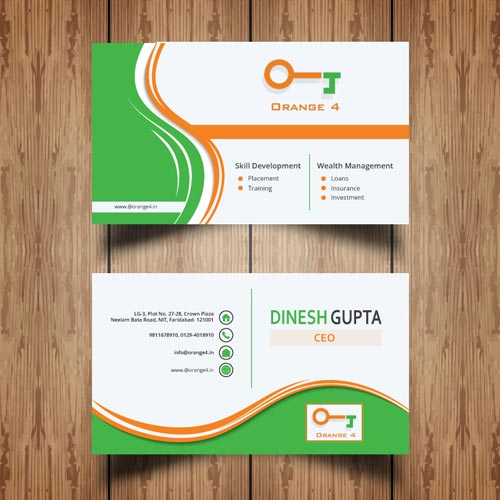 ORANGE 4
Skill Development
Placement
Training
Wealth Management
Loans
Insurance
Investment
www.@orange4.in
LG-3, Plot No. 27-28, Crown Plaza
Neelam Bata Road, NIT, Faridabad- 121001
9811678910, 0129-4018910
info@orange4.in
www.@orange4.in
DINESH GUPTA
CEO
ORANGE 4